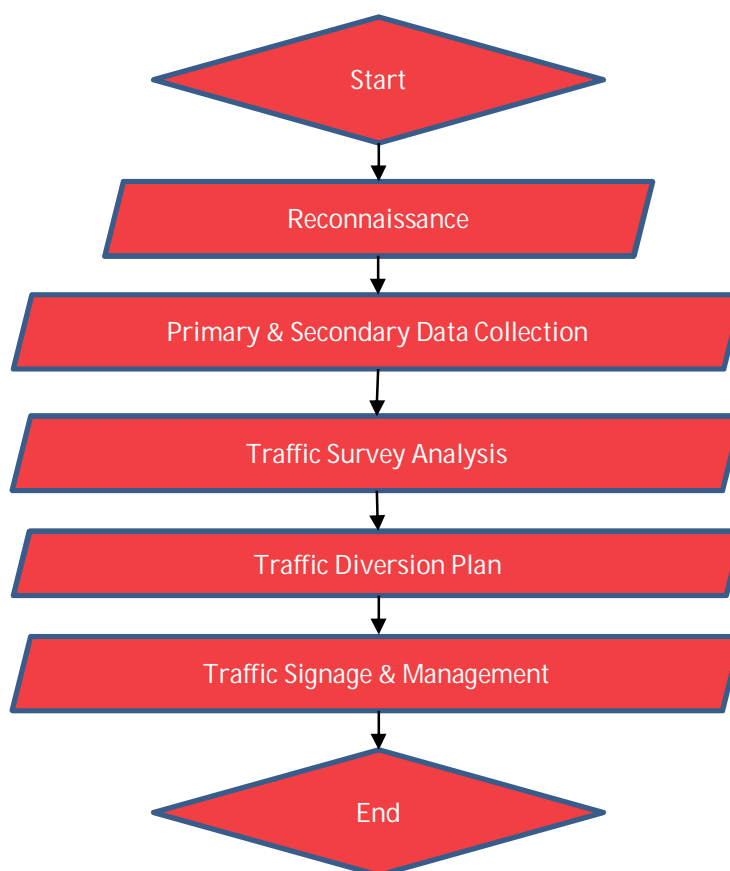 Start
Reconnaissance
Primary & Secondary Data Collection
Traffic Survey Analysis
Traffic Diversion Plan
Traffic Signage & Management
End